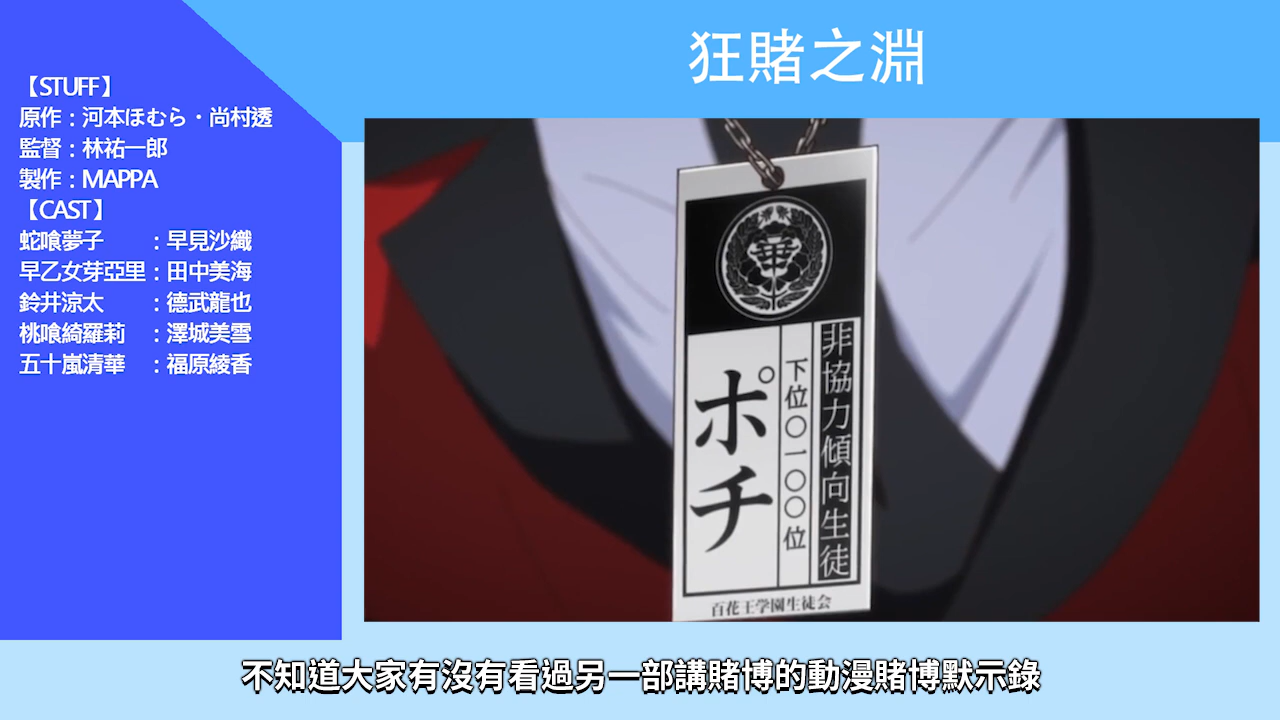 狂賭之淵
【STUFF】
原作：河本ほむら・尚村透
監督：林祐一郎
製作：MAPPA
【CAST】
蛇喰夢子　：早見沙織
早乙女芽亞里：田中美海
鈴井涼太　：德武龍也
桃喰綺羅莉　：澤城美雪
五十嵐清華　：福原綾香
華
非協力傾向生徒
下位〇一〇〇位
ポチ
百花王学園生徒会
不知道大家有沒有看過另一部講賭博的動漫賭博默示錄